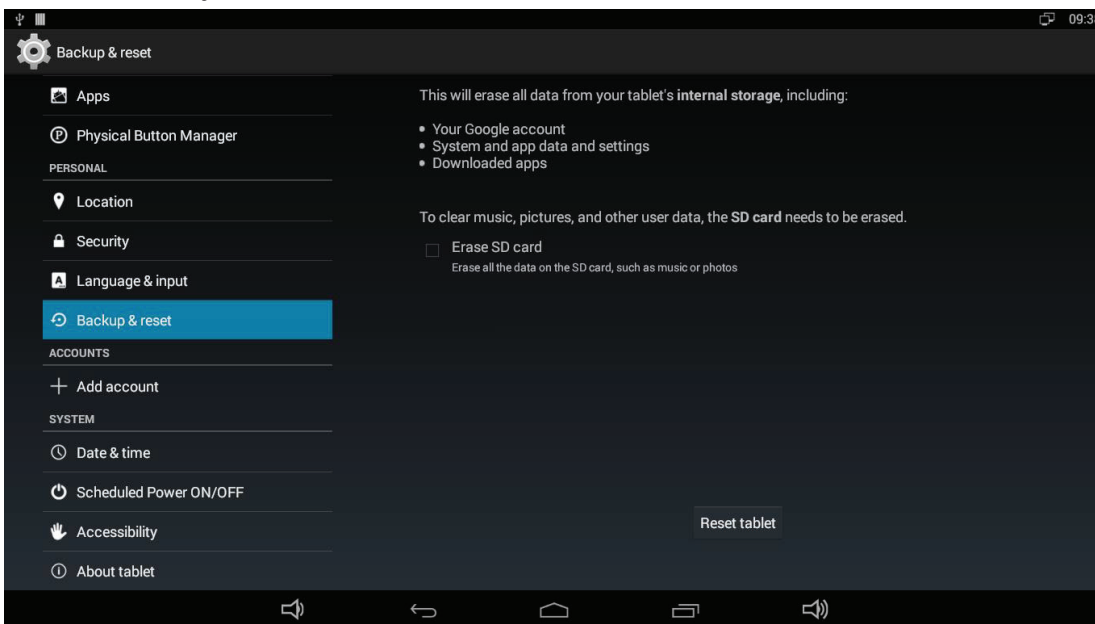 09:3
Backup & reset
Apps
Physical Button Manager
PERSONAL
Location
Security
Language & input
Backup & reset
ACCOUNTS
Add account
SYSTEM
Date & time
Scheduled Power ON/OFF
Accessibility
About tablet
This will erase all data from your tablet's internal storage, including:
• Your Google account
• System and app data and settings
• Downloaded apps
To clear music, pictures, and other user data, the SD card needs to be erased.
Erase SD card
Erase all the data on the SD card, such as music or photos
Reset tablet